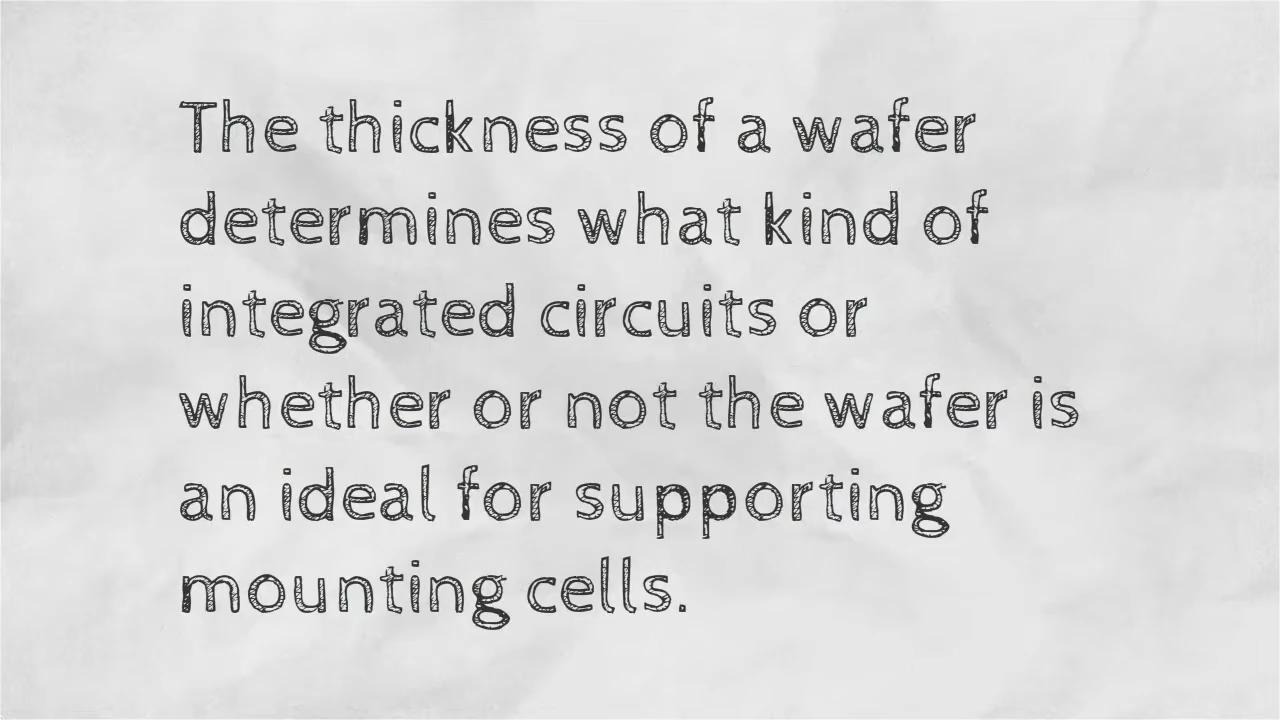 The thickness of a wafer
determines what kind of
integrated circuits or
whether or not the wafer is
an ideal for supporting
mounting cells.